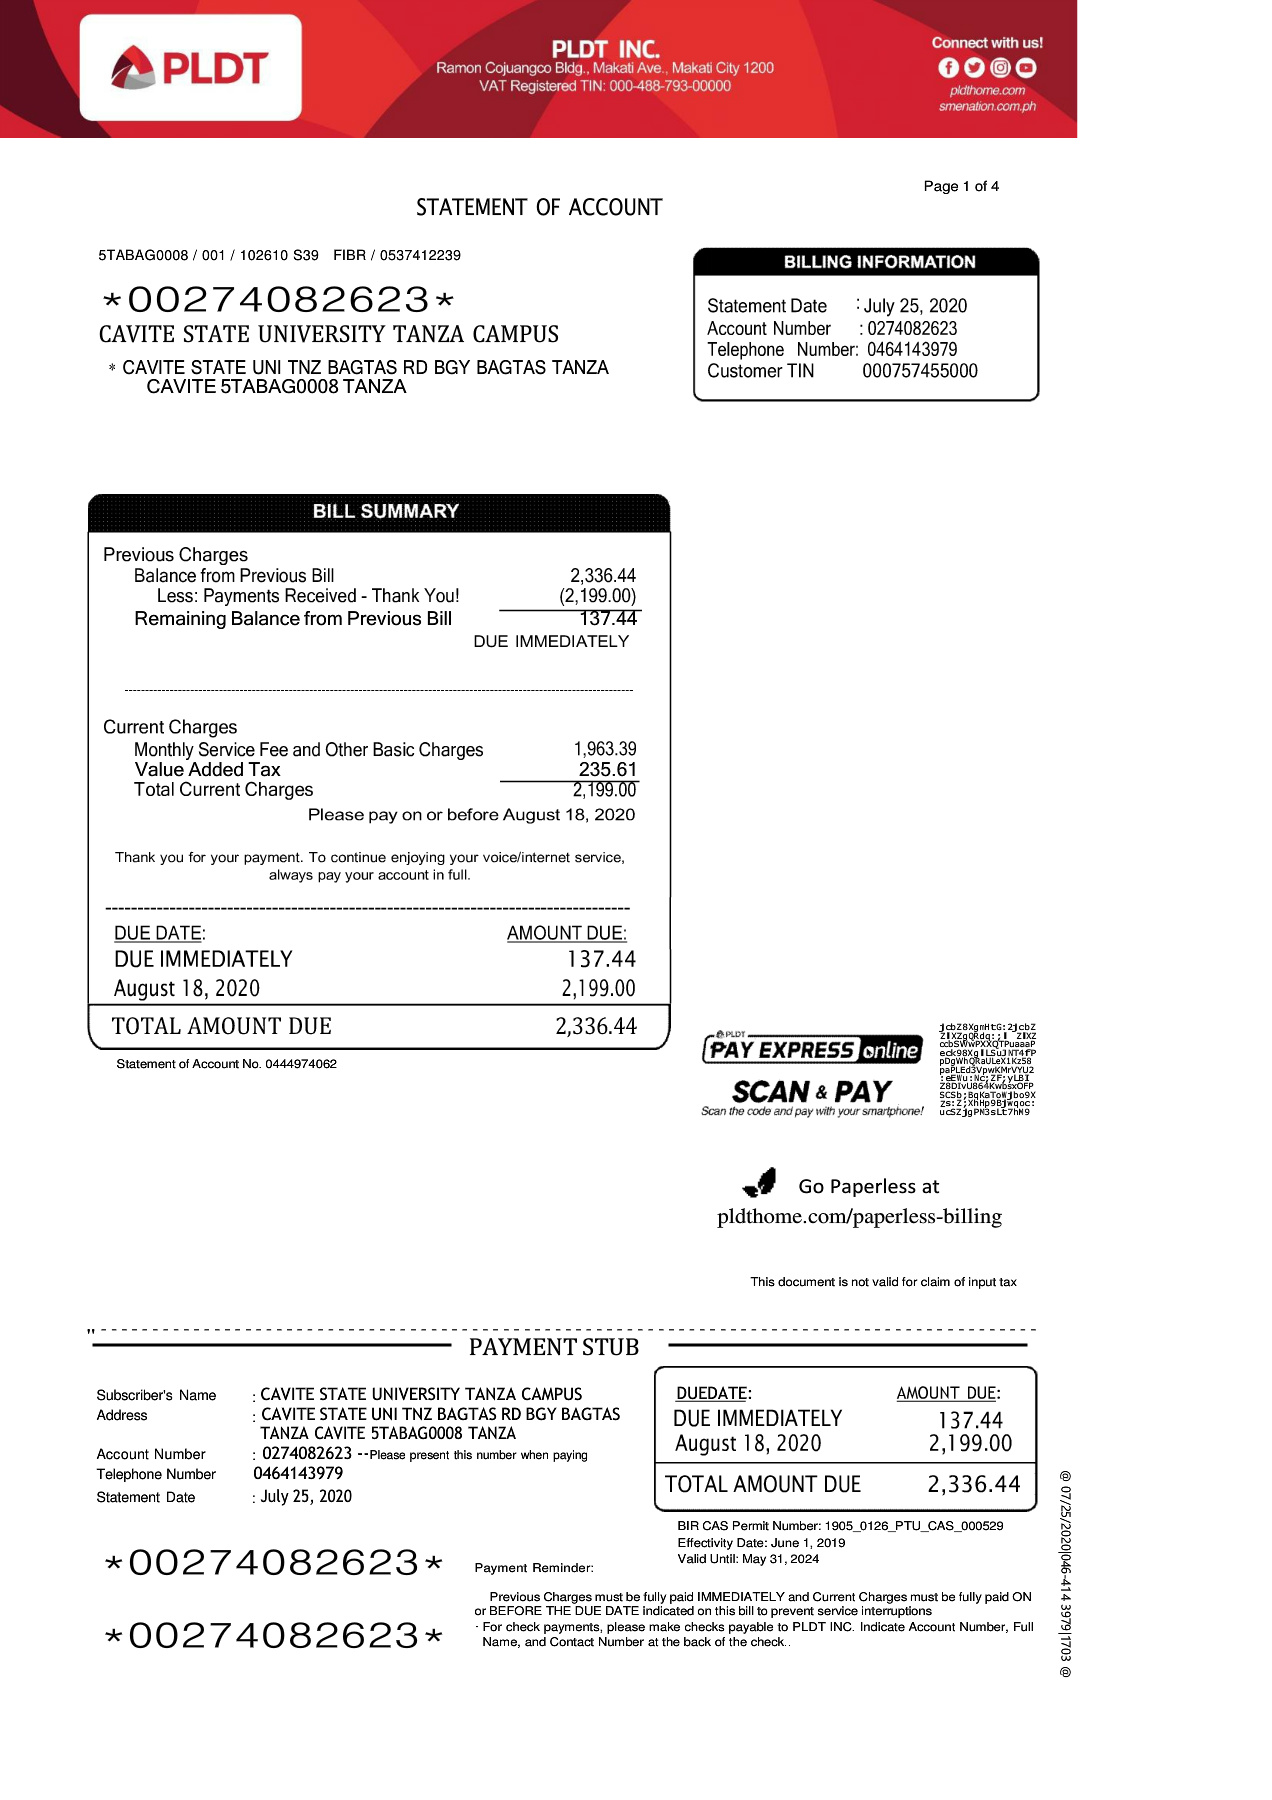 PLDT
PLDT INC.
Ramon Cojuangco Bldg., Makati Ave., Makati City 1200
VAT Registered TIN: 000-488-793-00000
Connect with us!
pldthome.com
smenation.com.ph
Page 1 of 4
STATEMENT OF ACCOUNT
5TABAG0008 / 001 / 102610 S39 FIBR / 0537412239
*00274082623*
CAVITE STATE UNIVERSITY TANZA CAMPUS
* CAVITE STATE UNI TNZ BAGTAS RD BGY BAGTAS TANZA
CAVITE 5TABAG0008 TANZA
BILLING INFORMATION
Statement Date : July 25, 2020
Account Number : 0274082623
Telephone Number: 0464143979
Customer TIN 000757455000
BILL SUMMARY
Previous Charges
Balance from Previous Bill 2,336.44
Less: Payments Received - Thank You! (2,199.00)
Remaining Balance from Previous Bill 137.44
DUE IMMEDIATELY
Current Charges
Monthly Service Fee and Other Basic Charges 1,963.39
Value Added Tax 235.61
Total Current Charges 2,199.00
Please pay on or before August 18, 2020
Thank you for your payment. To continue enjoying your voice/internet service,
always pay your account in full.
DUE DATE: AMOUNT DUE:
DUE IMMEDIATELY 137.44
August 18, 2020 2,199.00
TOTAL AMOUNT DUE 2,336.44
Statement of Account No. 0444974062
PLDT
PAY EXPRESS online
SCAN & PAY
Scan the code and pay with your smartphone!
Go Paperless at
pldthome.com/paperless-billing
This document is not valid for claim of input tax
PAYMENT STUB
Subscriber's Name : CAVITE STATE UNIVERSITY TANZA CAMPUS
Address : CAVITE STATE UNI TNZ BAGTAS RD BGY BAGTAS
TANZA CAVITE 5TABAG0008 TANZA
Account Number : 0274082623 --Please present this number when paying
Telephone Number 0464143979
Statement Date : July 25, 2020
DUEDATE: AMOUNT DUE:
DUE IMMEDIATELY 137.44
August 18, 2020 2,199.00
TOTAL AMOUNT DUE 2,336.44
BIR CAS Permit Number: 1905_0126_PTU_CAS_000529
Effectivity Date: June 1, 2019
Valid Until: May 31, 2024
*00274082623*
*00274082623*
Payment Reminder:
Previous Charges must be fully paid IMMEDIATELY and Current Charges must be fully paid ON
or BEFORE THE DUE DATE indicated on this bill to prevent service interruptions
· For check payments, please make checks payable to PLDT INC. Indicate Account Number, Full
Name, and Contact Number at the back of the check..
@ 07/25/2020|046-414 3979|1703 @